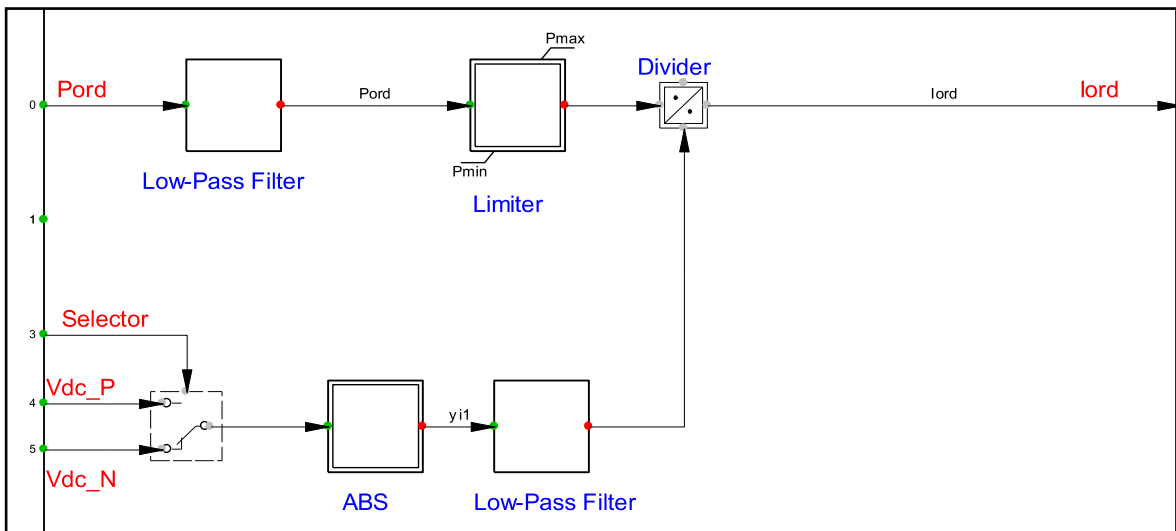 Pmax
Divider
Pord
Pord
Iord
Iord
0
Low-Pass Filter
Pmin
Limiter
1
Selector
3
Vdc_P
4
yi1
5
Vdc_N
ABS
Low-Pass Filter